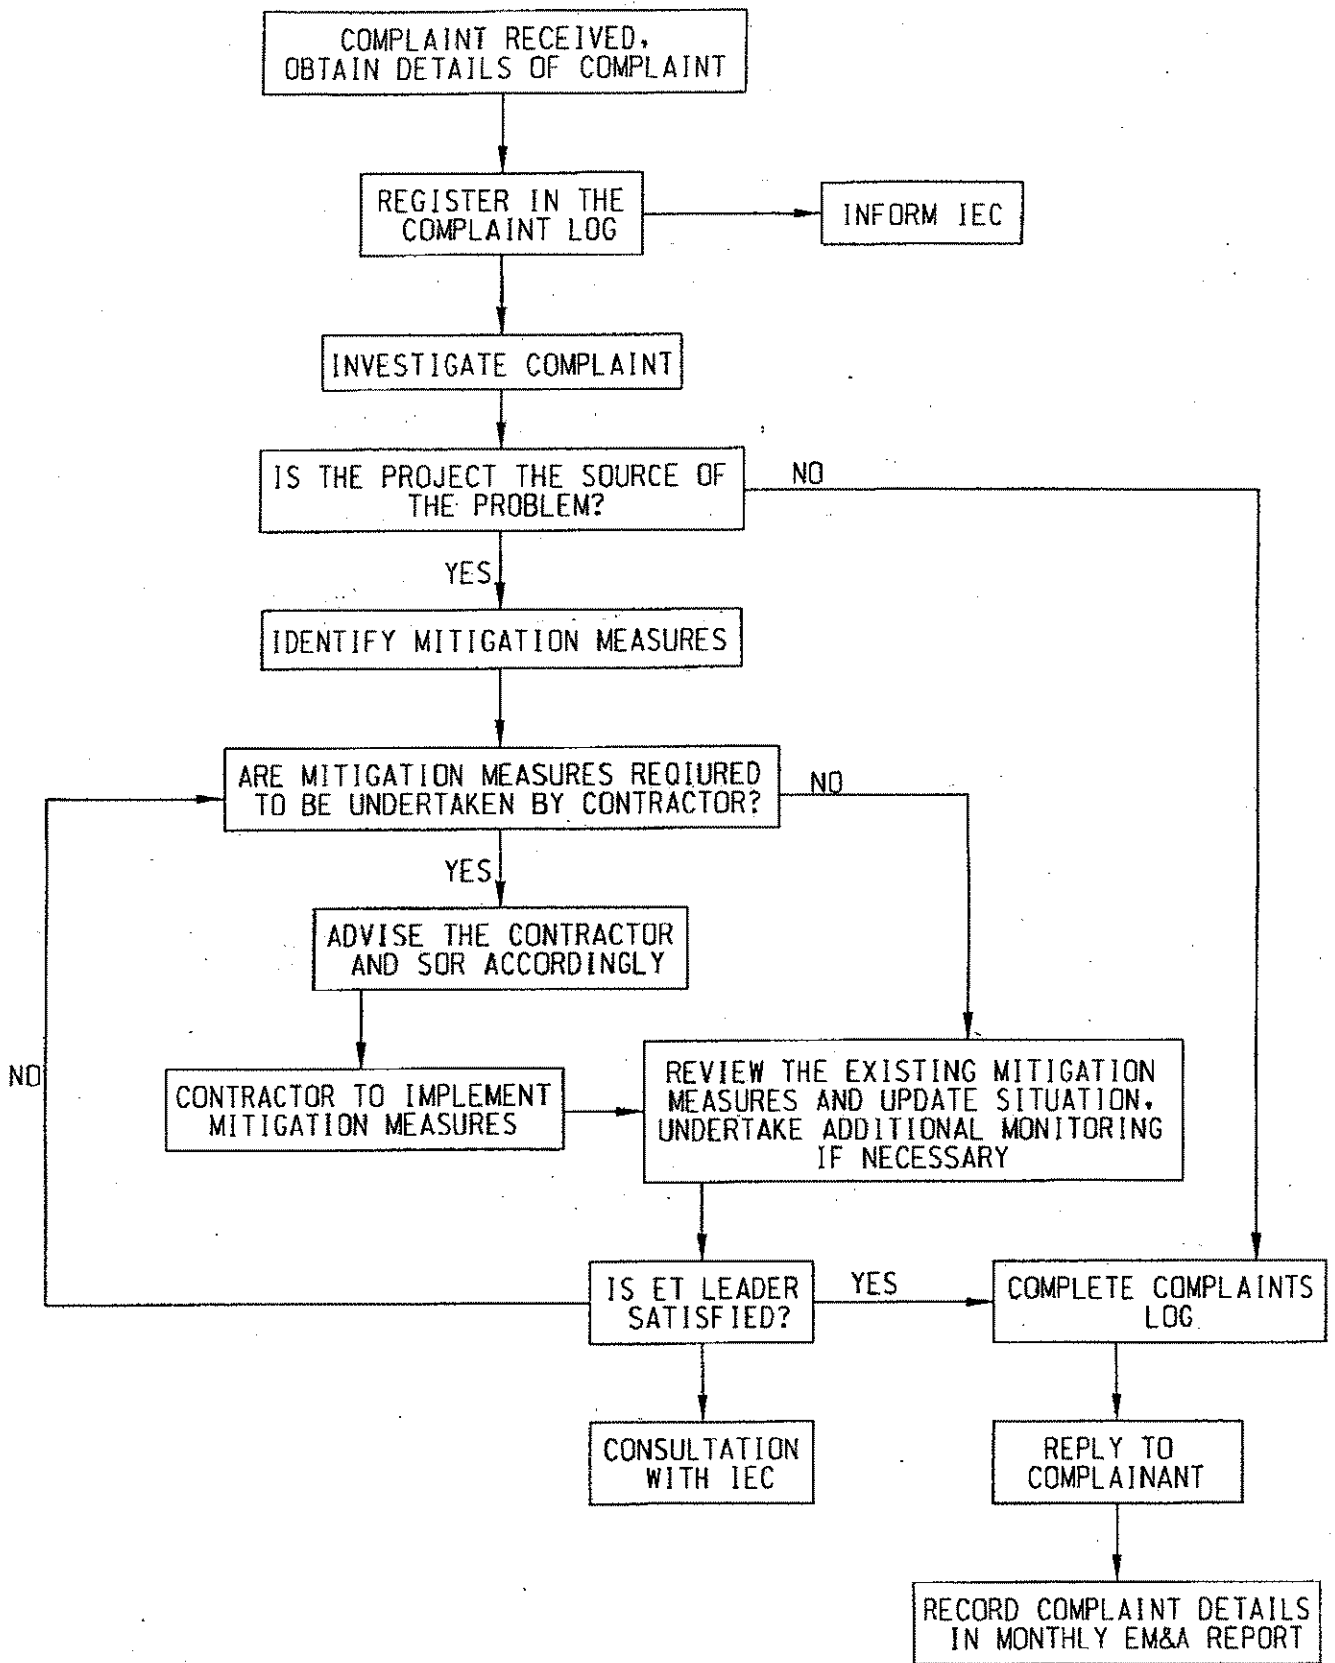 COMPLAINT RECEIVED,
OBTAIN DETAILS OF COMPLAINT
REGISTER IN THE
COMPLAINT LOG
INFORM IEC
INVESTIGATE COMPLAINT
IS THE PROJECT THE SOURCE OF
THE PROBLEM?
NO
YES
IDENTIFY MITIGATION MEASURES
ARE MITIGATION MEASURES REQIURED
TO BE UNDERTAKEN BY CONTRACTOR?
NO
YES
ADVISE THE CONTRACTOR
AND SOR ACCORDINGLY
NO
CONTRACTOR TO IMPLEMENT
MITIGATION MEASURES
REVIEW THE EXISTING MITIGATION
MEASURES AND UPDATE SITUATION.
UNDERTAKE ADDITIONAL MONITORING
IF NECESSARY
IS ET LEADER
SATISFIED?
YES
COMPLETE COMPLAINTS
LOG
CONSULTATION
WITH IEC
REPLY TO
COMPLAINANT
RECORD COMPLAINT DETAILS
IN MONTHLY EM&A REPORT